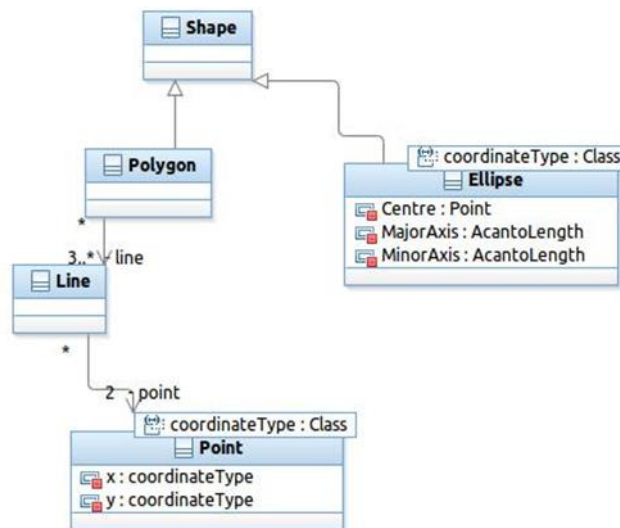 Shape
Polygon
coordinateType : Class
Ellipse
Centre : Point
MajorAxis : AcantoLength
MinorAxis : AcantoLength
*
3..* - line
Line
*
2 - point
coordinateType : Class
Point
x : coordinateType
y : coordinateType